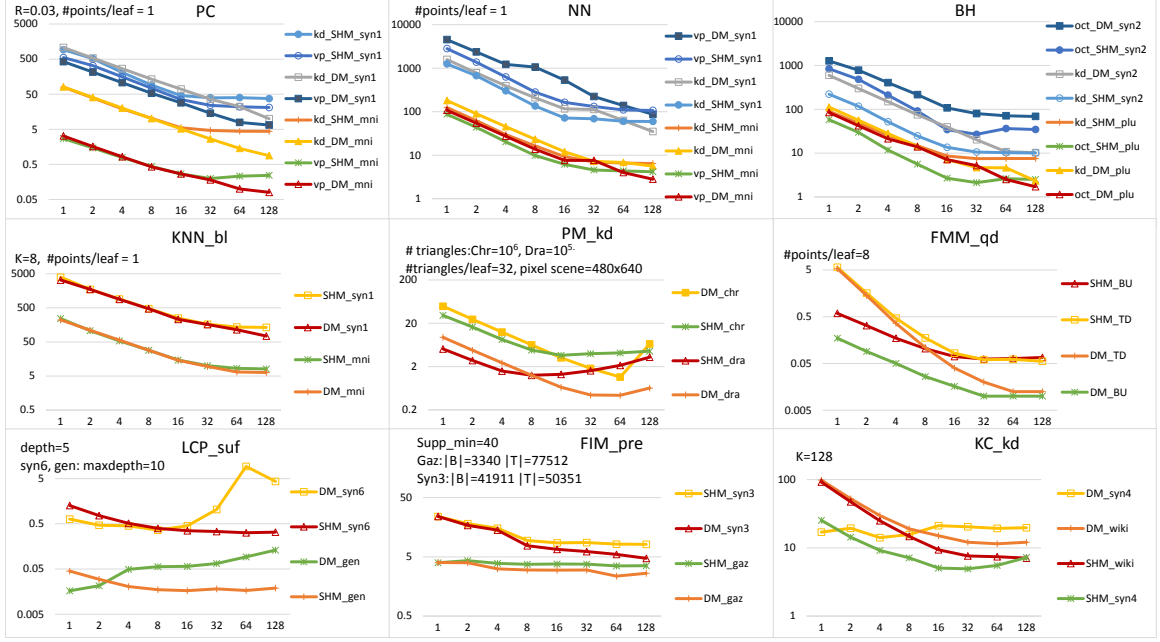 R=0.03, #points/leaf = 1
PC
5000
500
50
5
0.5
0.05
1 2 4 8 16 32 64 128
kd_SHM_syn1
vp_SHM_syn1
kd_DM_syn1
vp_DM_syn1
kd_SHM_mni
kd_DM_mni
vp_SHM_mni
vp_DM_mni
#points/leaf = 1
NN
10000
1000
100
10
1
1 2 4 8 16 32 64 128
vp_DM_syn1
vp_SHM_syn1
kd_DM_syn1
kd_SHM_syn1
kd_SHM_mni
kd_DM_mni
vp_SHM_mni
vp_DM_mni
BH
10000
1000
100
10
1
1 2 4 8 16 32 64 128
oct_DM_syn2
oct_SHM_syn2
kd_DM_syn2
kd_SHM_syn2
kd_SHM_plu
oct_SHM_plu
kd_DM_plu
oct_DM_plu
KNN_bl
K=8, #points/leaf = 1
5000
500
50
5
0.5
1 2 4 8 16 32 64 128
SHM_syn1
DM_syn1
SHM_mni
DM_mni
PM_kd
# triangles:Chr=10⁶, Dra=10⁵·
#triangles/leaf=32, pixel scene=480x640
200
20
2
0.2
1 2 4 8 16 32 64 128
DM_chr
SHM_chr
SHM_dra
DM_dra
FMM_qd
#points/leaf=8
5
0.5
0.05
0.005
1 2 4 8 16 32 64 128
SHM_BU
SHM_TD
DM_TD
DM_BU
depth=5
LCP_suf
syn6, gen: maxdepth=10
5
0.5
0.05
0.005
1 2 4 8 16 32 64 128
DM_syn6
SHM_syn6
DM_gen
SHM_gen
Supp_min=40
FIM_pre
Gaz:|B|=3340 |T|=77512
Syn3:|B|=41911 |T|=50351
50
5
0.5
1 2 4 8 16 32 64 128
SHM_syn3
DM_syn3
SHM_gaz
DM_gaz
KC_kd
K=128
100
10
1
1 2 4 8 16 32 64 128
DM_syn4
DM_wiki
SHM_wiki
SHM_syn4